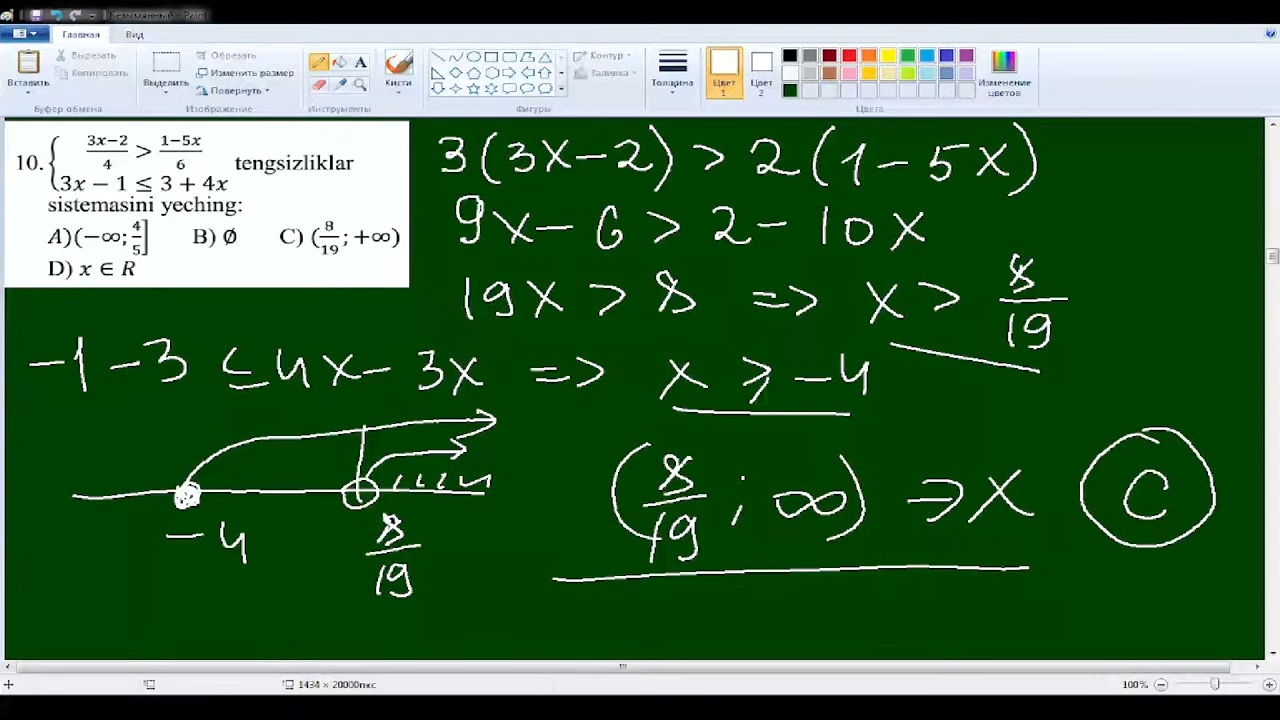 Безымянный - Paint
Главная Вид
Вставить
Вырезать
Копировать
Буфер обмена
Выделить
Обрезать
Изменить размер
Повернуть
Изображение
A
Инструменты
Кисти
Контур
Заливка
Фигуры
Толщина
Цвет 1
Цвет 2
Изменение цветов
Цвета
10. { (3x−2)/4 > (1−5x)/6 tengsizliklar
3x − 1 ≤ 3 + 4x
sistemasini yeching:
A)(−∞; 4/5] B) ∅ C) (8/19; +∞)
D) x ∈ R
3(3x−2) > 2(1−5x)
9x−6 > 2−10x
19x > 8 => x > 8/19
−1−3 ≤ 4x−3x => x ⩾ −4
−4 8/19
(8/19; ∞) => x C
1434 × 20000пкс
100%